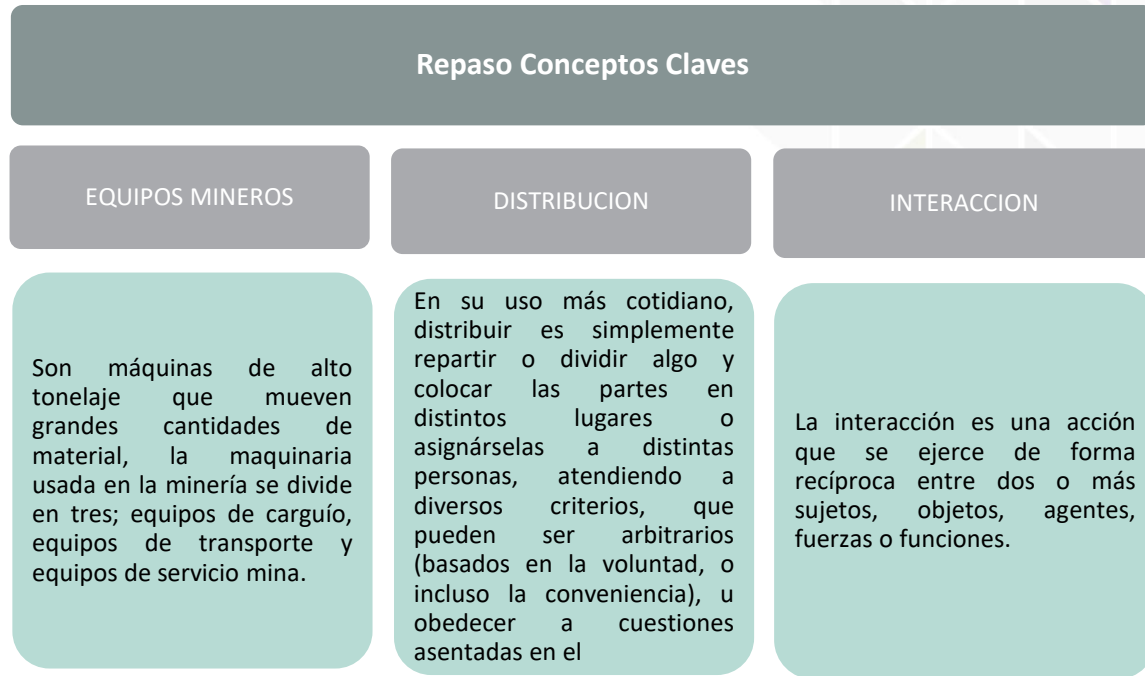 Repaso Conceptos Claves
EQUIPOS MINEROS
Son máquinas de alto
tonelaje que mueven
grandes cantidades de
material, la maquinaria
usada en la minería se divide
en tres; equipos de carguío,
equipos de transporte y
equipos de servicio mina.
DISTRIBUCION
En su uso más cotidiano,
distribuir es simplemente
repartir o dividir algo y
colocar las partes en
distintos lugares o
asignárselas a distintas
personas, atendiendo a
diversos criterios, que
pueden ser arbitrarios
(basados en la voluntad, o
incluso la conveniencia), u
obedecer a cuestiones
asentadas en el
INTERACCION
La interacción es una acción
que se ejerce de forma
recíproca entre dos o más
sujetos, objetos, agentes,
fuerzas o funciones.